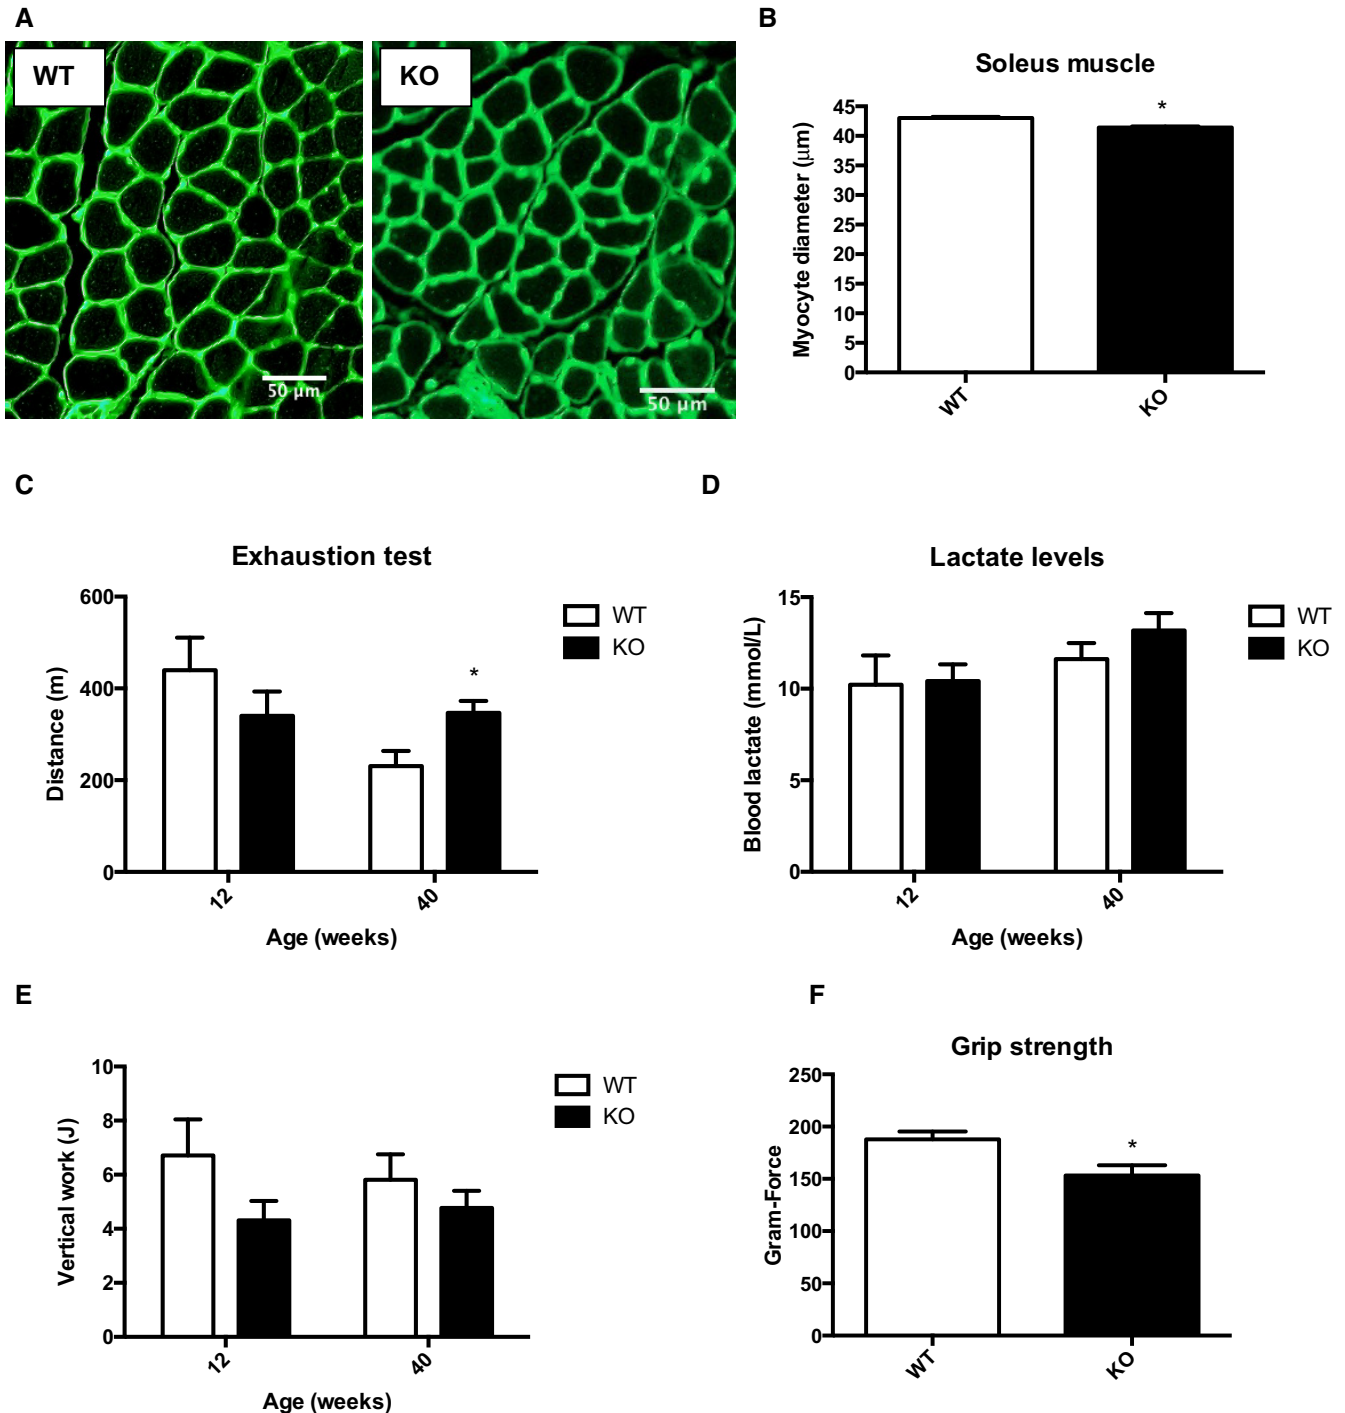 A
WT
KO
50 μm
50 μm
B
Soleus muscle
*
Myocyte diameter (μm)
45
40
35
30
25
20
15
10
5
0
WT
KO
C
Exhaustion test
WT
KO
*
Distance (m)
600
400
200
0
12
40
Age (weeks)
D
Lactate levels
WT
KO
Blood lactate (mmol/L)
15
10
5
0
12
40
Age (weeks)
E
WT
KO
Vertical work (J)
10
8
6
4
2
0
12
40
Age (weeks)
F
Grip strength
*
Gram-Force
250
200
150
100
50
0
WT
KO